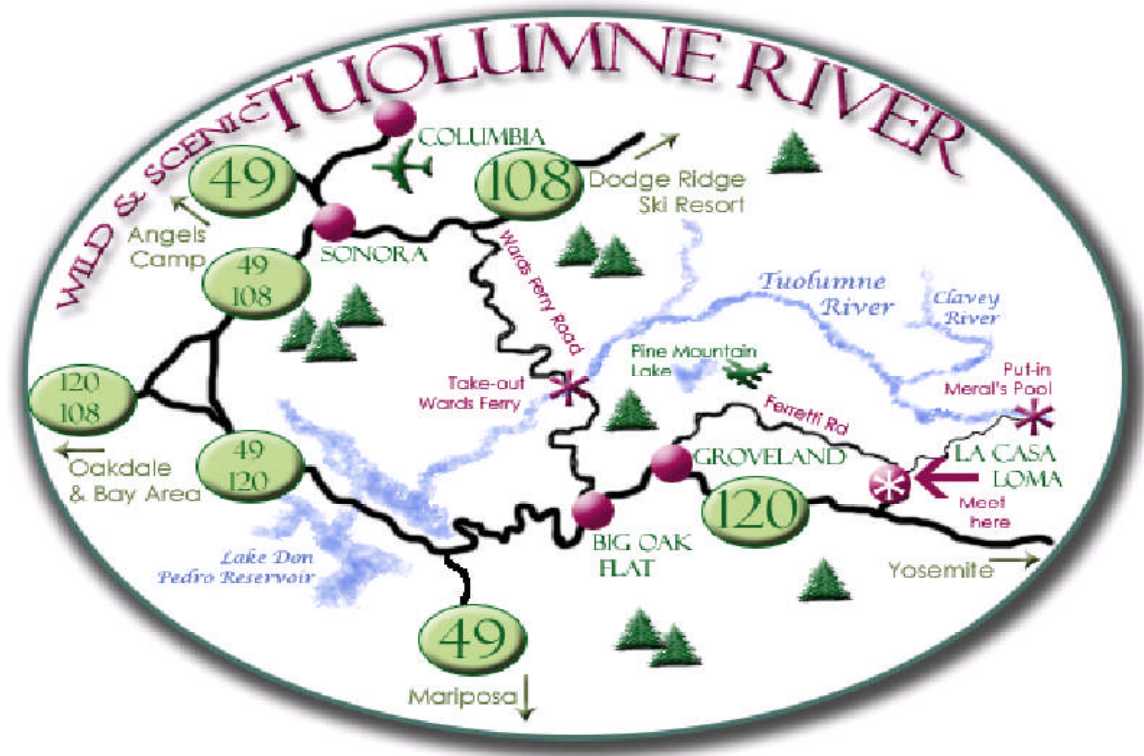 WILD & SCENIC TUOLUMNE RIVER
COLUMBIA
49
108
Dodge Ridge
Ski Resort
Angels
Camp
SONORA
49
108
Wards Ferry Road
Tuolumne
River
Clavey
River
Pine Mountain
Lake
Put-in
Meral's Pool
120
108
Take-out
Wards Ferry
Ferretti Rd
Oakdale
& Bay Area
49
120
GROVELAND
LA CASA
LOMA
Meet
here
120
BIG OAK
FLAT
Lake Don
Pedro Reservoir
Yosemite
49
Mariposa